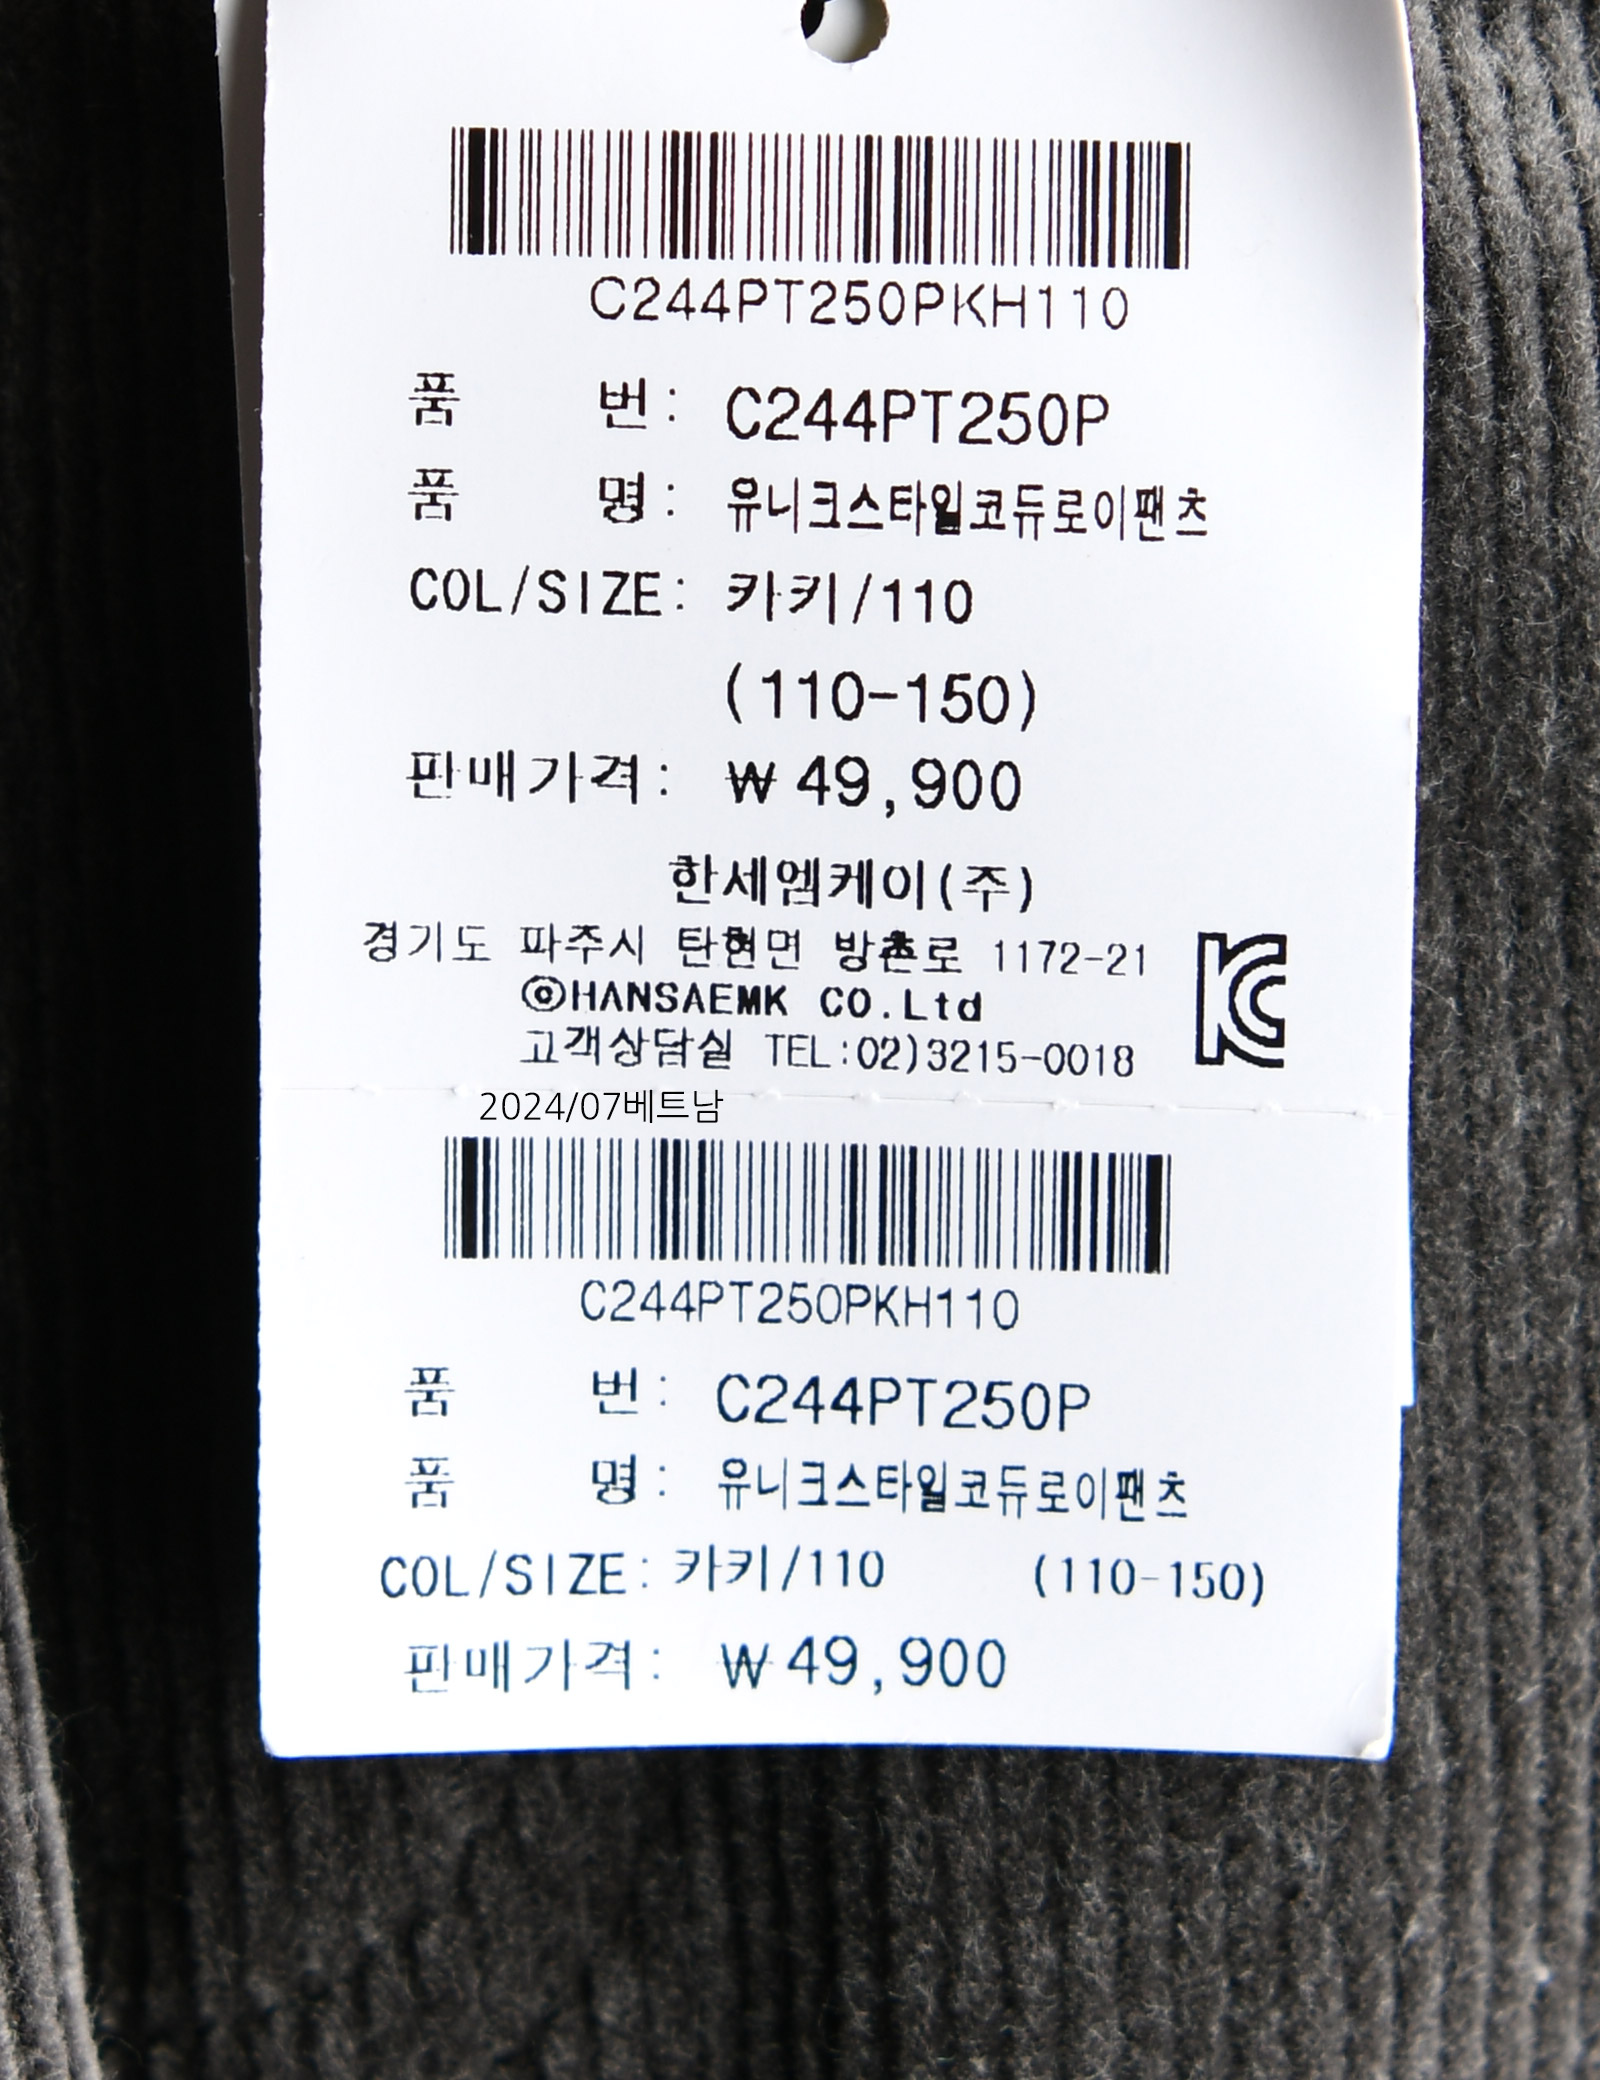 C244PT250PKH110
품 번: C244PT250P
품 명: 유니크스타일코듀로이팬츠
COL/SIZE: 카키/110
(110-150)
판매가격: ₩49,900
한세엠케이(주)
경기도 파주시 탄현면 방촌로 1172-21
ⓒHANSAEMK CO.Ltd
고객상담실 TEL:02)3215-0018
KC
2024/07베트남
C244PT250PKH110
품 번: C244PT250P
품 명: 유니크스타일코듀로이팬츠
COL/SIZE: 카키/110 (110-150)
판매가격: ₩49,900